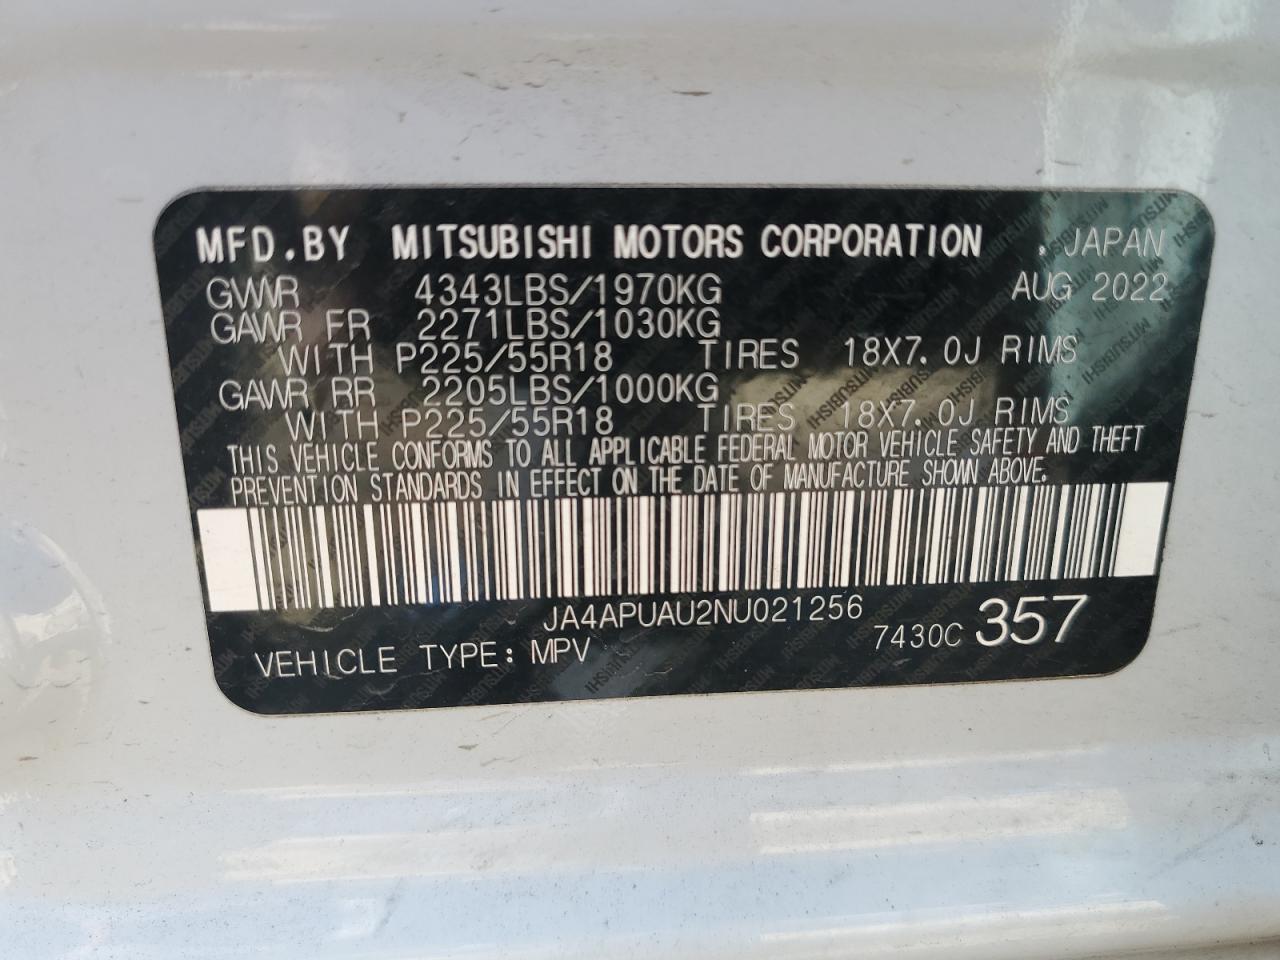 MFD.BY MITSUBISHI MOTORS CORPORATION . JAPAN
GVWR 4343LBS/1970KG AUG 2022
GAWR FR 2271LBS/1030KG
WITH P225/55R18 TIRES 18X7.0J RIMS
GAWR RR 2205LBS/1000KG
WITH P225/55R18 TIRES 18X7.0J RIMS
THIS VEHICLE CONFORMS TO ALL APPLICABLE FEDERAL MOTOR VEHICLE SAFETY AND THEFT
PREVENTION STANDARDS IN EFFECT ON THE DATE OF MANUFACTURE SHOWN ABOVE.
JA4APUAU2NU021256
VEHICLE TYPE: MPV 7430C 357